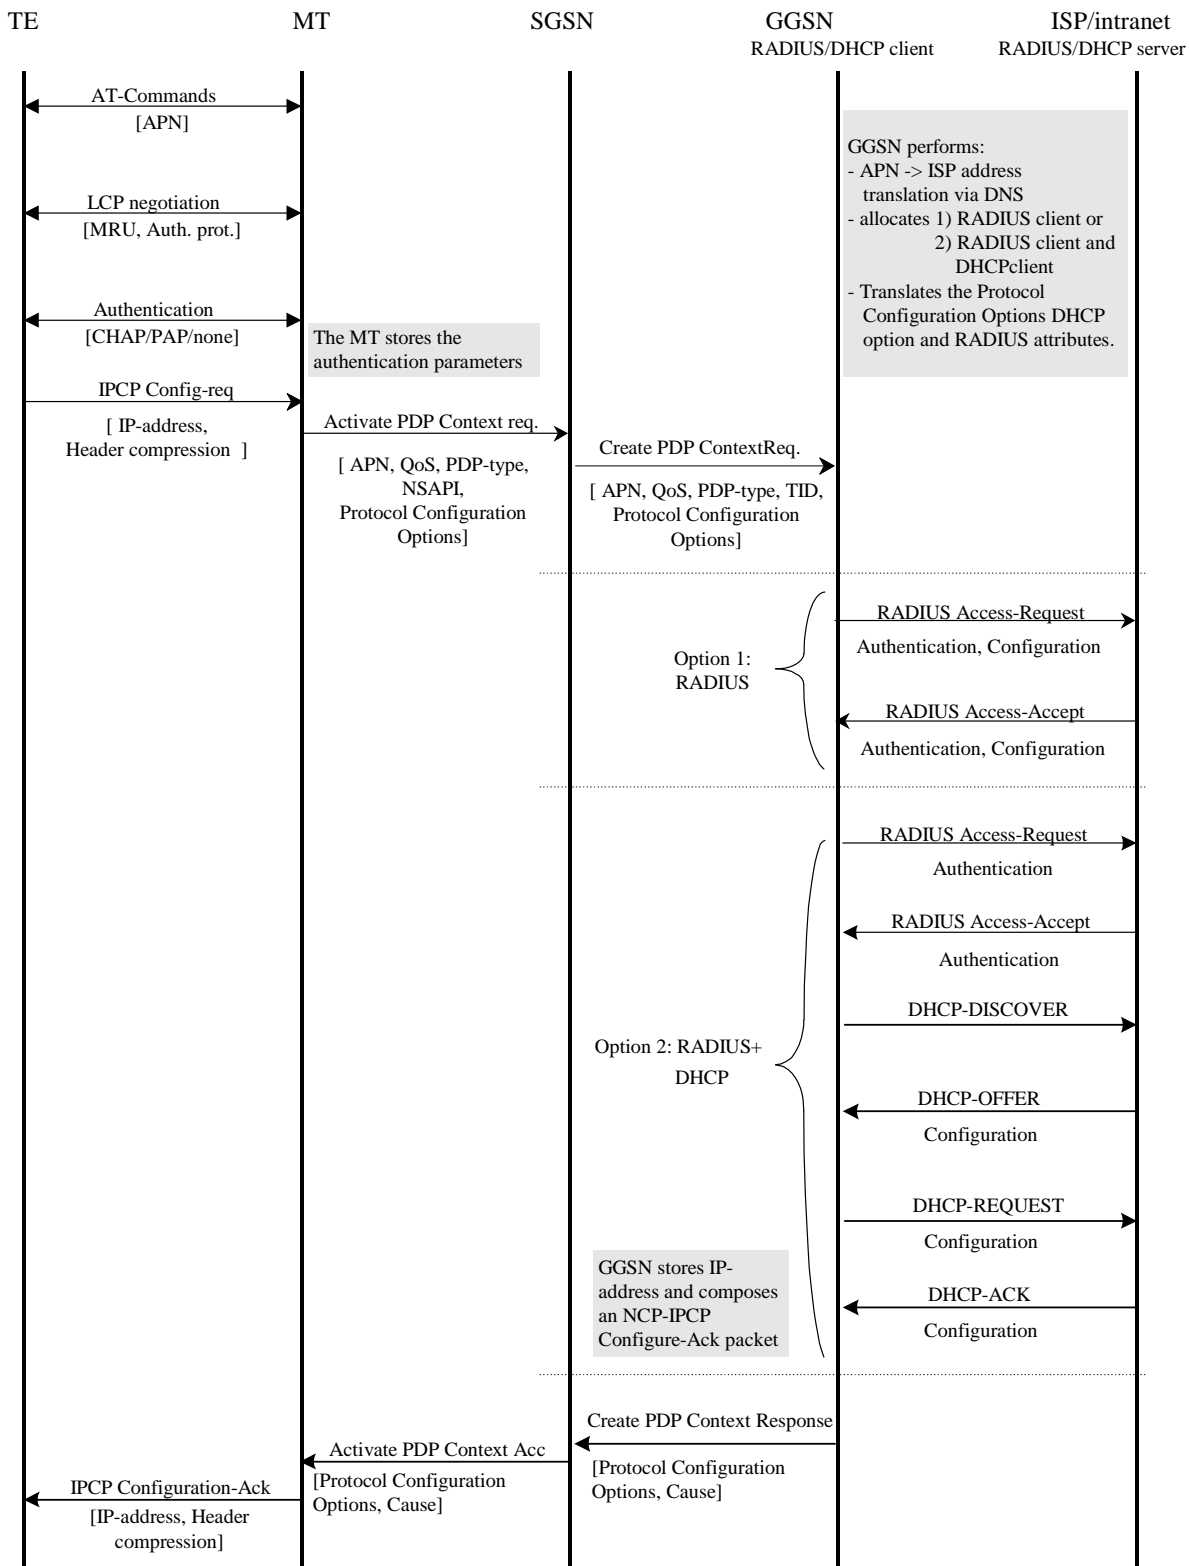 TE
MT
SGSN
GGSN
ISP/intranet
RADIUS/DHCP client
RADIUS/DHCP server
AT-Commands
[APN]
GGSN performs:
- APN -> ISP address
translation via DNS
- allocates 1) RADIUS client or
2) RADIUS client and
DHCPclient
- Translates the Protocol
Configuration Options DHCP
option and RADIUS attributes.
LCP negotiation
[MRU, Auth. prot.]
Authentication
[CHAP/PAP/none]
The MT stores the
authentication parameters
IPCP Config-req
[ IP-address,
Header compression ]
Activate PDP Context req.
[ APN, QoS, PDP-type,
NSAPI,
Protocol Configuration
Options]
Create PDP ContextReq.
[ APN, QoS, PDP-type, TID,
Protocol Configuration
Options]
Option 1:
RADIUS
RADIUS Access-Request
Authentication, Configuration
RADIUS Access-Accept
Authentication, Configuration
Option 2: RADIUS+
DHCP
RADIUS Access-Request
Authentication
RADIUS Access-Accept
Authentication
DHCP-DISCOVER
DHCP-OFFER
Configuration
DHCP-REQUEST
Configuration
DHCP-ACK
Configuration
GGSN stores IP-
address and composes
an NCP-IPCP
Configure-Ack packet
Create PDP Context Response
[Protocol Configuration
Options, Cause]
Activate PDP Context Acc
[Protocol Configuration
Options, Cause]
IPCP Configuration-Ack
[IP-address, Header
compression]